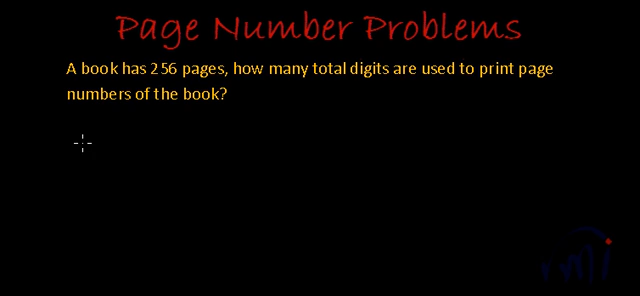 Page Number Problems
A book has 256 pages, how many total digits are used to print page
numbers of the book?